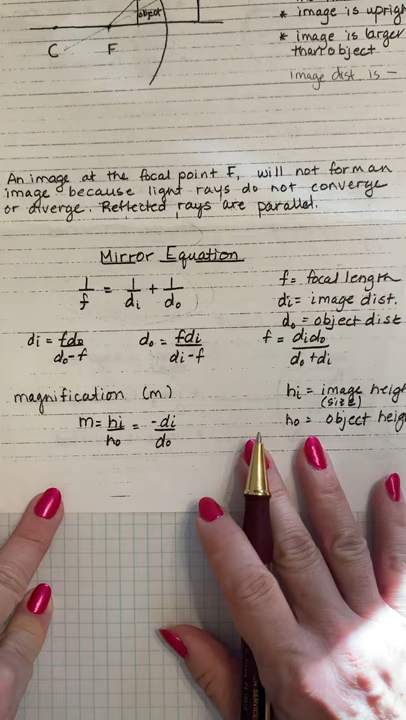 object
* image is uprigh
C F
* image is larger
than object
image dist is −
An image at the focal point F, will not form an
image because light rays do not converge
or diverge. Reflected rays are parallel.
Mirror Equation
1/f = 1/di + 1/do
f = focal length
di = image dist.
do = object dist
di = fdo/do-f do = fdi/di-f f = dido/do+di
magnification (m)
hi = image heigh
(size)
m = hi/ho = -di/do
ho = object heigh